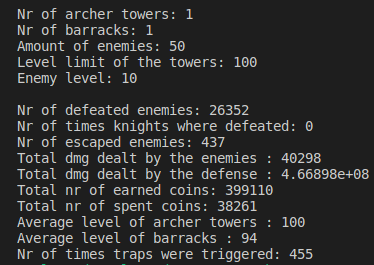 Nr of archer towers: 1
Nr of barracks: 1
Amount of enemies: 50
Level limit of the towers: 100
Enemy level: 10
Nr of defeated enemies: 26352
Nr of times knights where defeated: 0
Nr of escaped enemies: 437
Total dmg dealt by the enemies : 40298
Total dmg dealt by the defense : 4.66898e+08
Total nr of earned coins: 399110
Total nr of spent coins: 38261
Average level of archer towers : 100
Average level of barracks : 94
Nr of times traps were triggered: 455